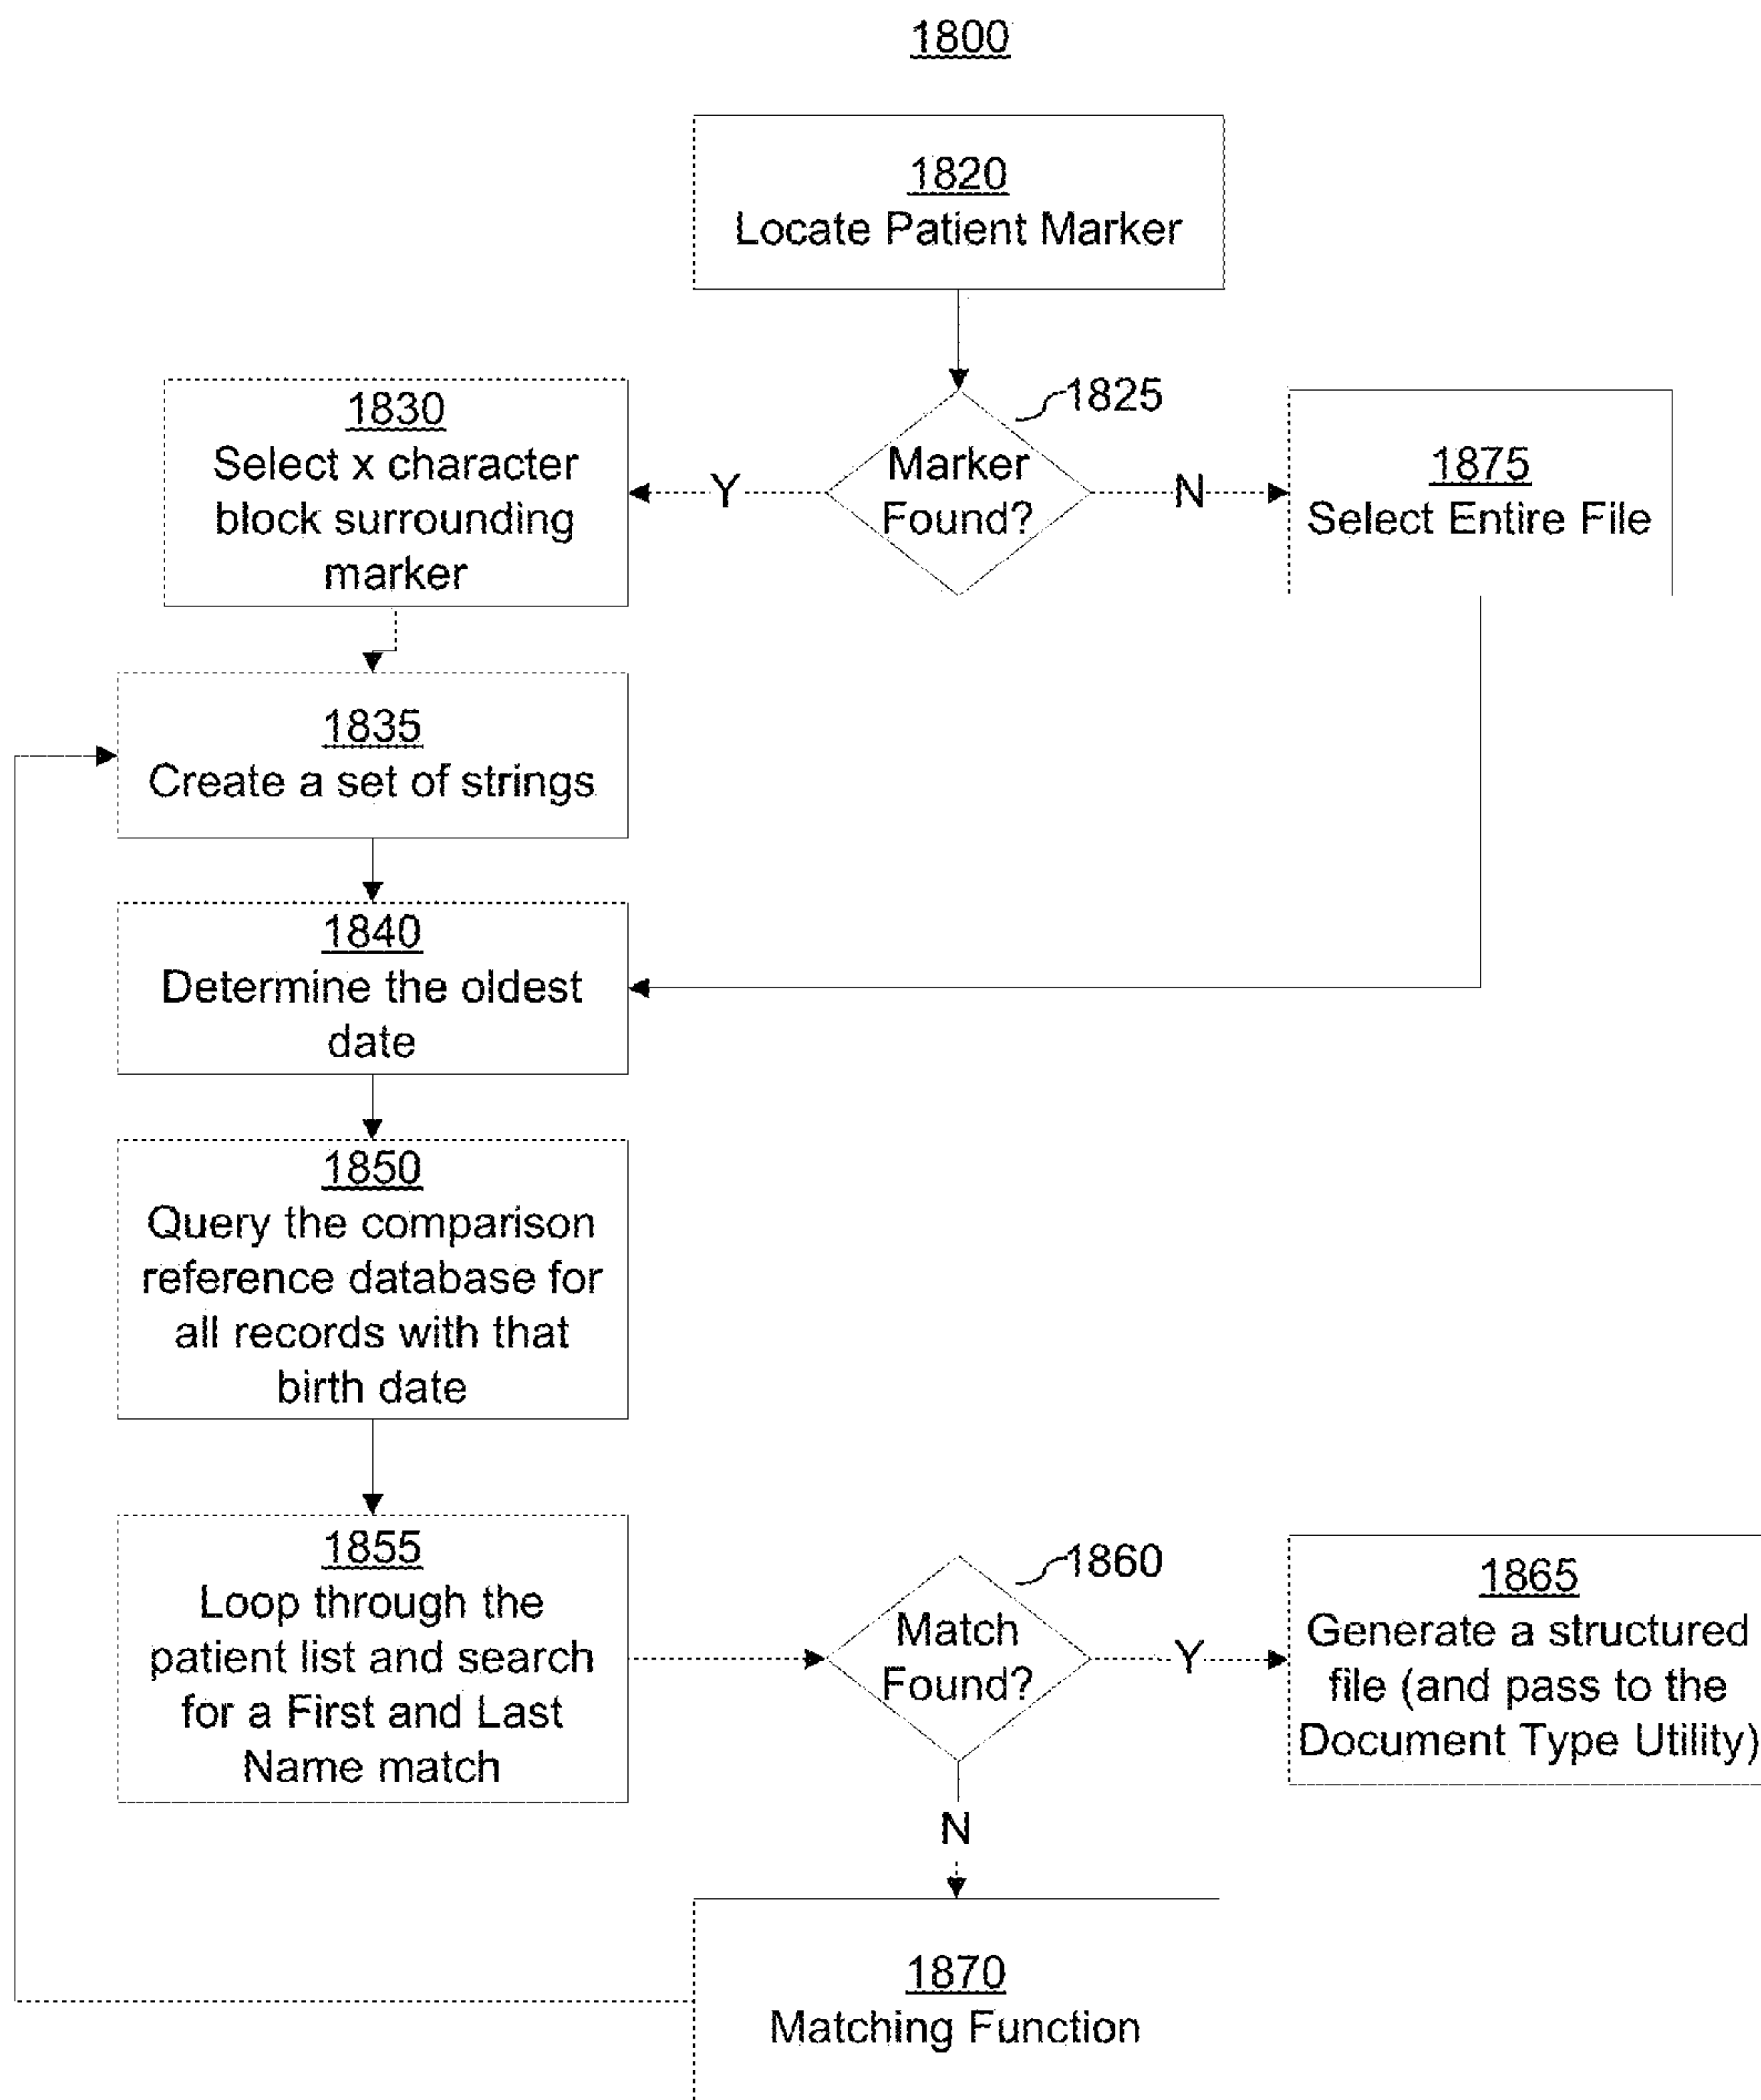 1800
1820
Locate Patient Marker
1825
Marker
Found?
Y
N
1830
Select x character
block surrounding
marker
1875
Select Entire File
1835
Create a set of strings
1840
Determine the oldest
date
1850
Query the comparison
reference database for
all records with that
birth date
1855
Loop through the
patient list and search
for a First and Last
Name match
1860
Match
Found?
Y
N
1865
Generate a structured
file (and pass to the
Document Type Utility)
1870
Matching Function